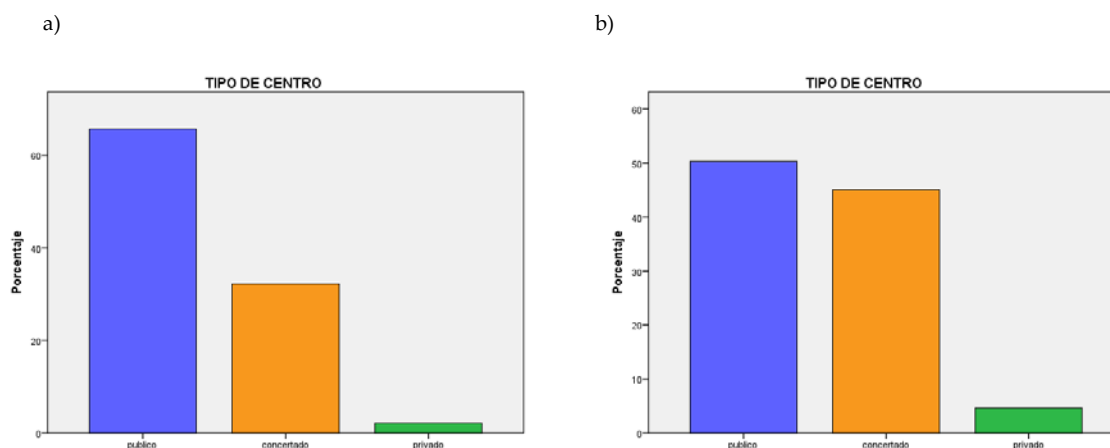 a)
TIPO DE CENTRO
Porcentaje
60
40
20
0
publico
concertado
privado
b)
TIPO DE CENTRO
Porcentaje
60
50
40
30
20
10
0
publico
concertado
privado